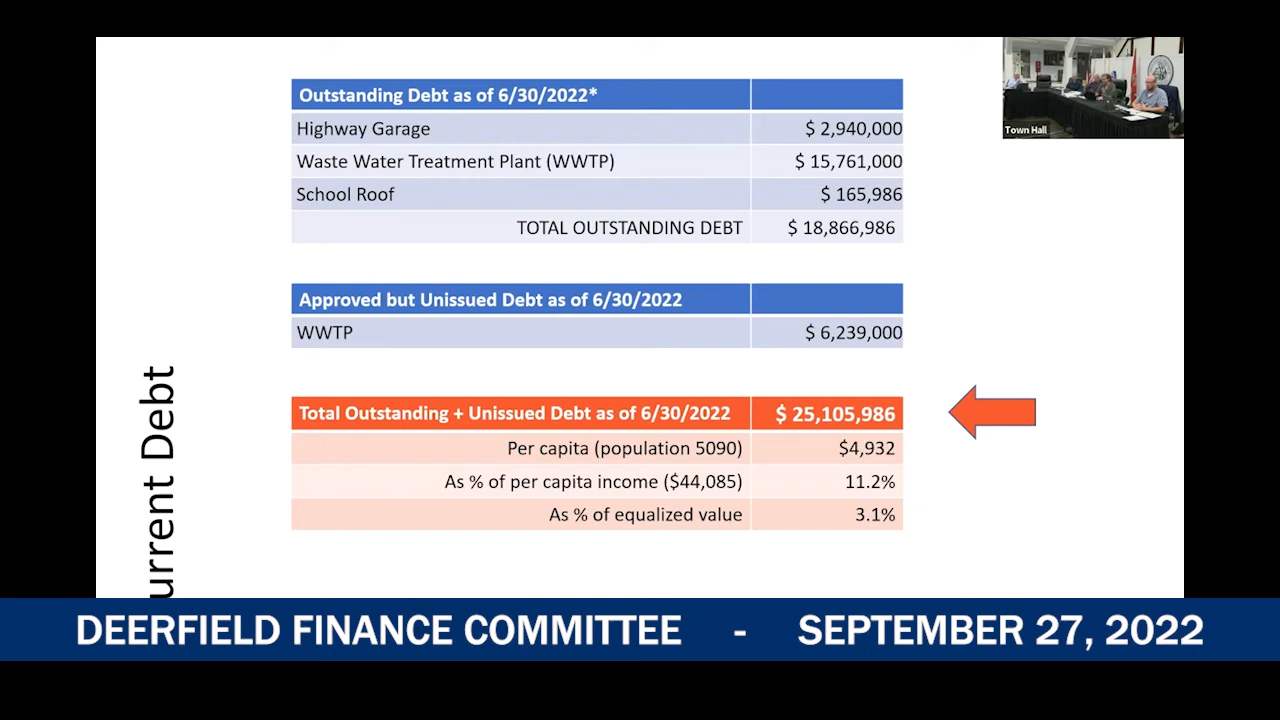 Outstanding Debt as of 6/30/2022*
Highway Garage $ 2,940,000
Waste Water Treatment Plant (WWTP) $ 15,761,000
School Roof $ 165,986
TOTAL OUTSTANDING DEBT $ 18,866,986
Approved but Unissued Debt as of 6/30/2022
WWTP $ 6,239,000
Total Outstanding + Unissued Debt as of 6/30/2022 $ 25,105,986
Per capita (population 5090) $4,932
As % of per capita income ($44,085) 11.2%
As % of equalized value 3.1%
urrent Debt
Town Hall
DEERFIELD FINANCE COMMITTEE - SEPTEMBER 27, 2022